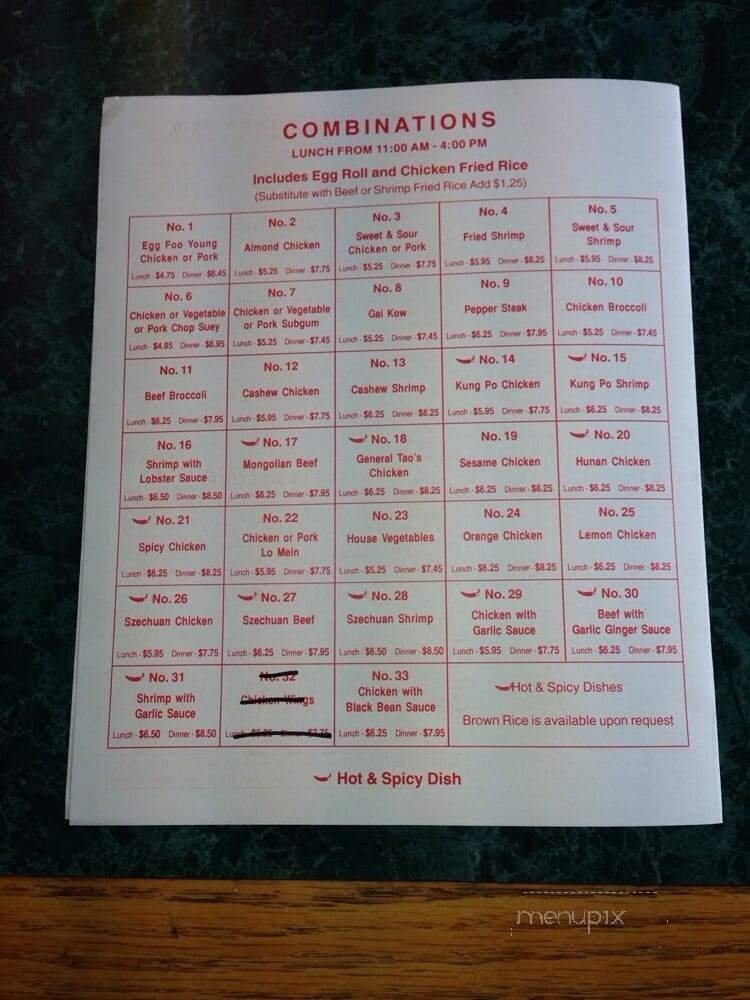 COMBINATIONS
LUNCH FROM 11:00 AM - 4:00 PM
Includes Egg Roll and Chicken Fried Rice
(Substitute with Beef or Shrimp Fried Rice Add $1.25)
No. 1
Egg Foo Young
Chicken or Pork
Lunch - $4.75 Dinner - $6.45
No. 2
Almond Chicken
Lunch - $5.25 Dinner - $7.75
No. 3
Sweet & Sour
Chicken or Pork
Lunch - $5.25 Dinner - $7.75
No. 4
Fried Shrimp
Lunch - $5.95 Dinner - $8.25
No. 5
Sweet & Sour
Shrimp
Lunch - $5.95 Dinner - $8.25
No. 6
Chicken or Vegetable
or Pork Chop Suey
Lunch - $4.95 Dinner - $6.95
No. 7
Chicken or Vegetable
or Pork Subgum
Lunch - $5.25 Dinner - $7.45
No. 8
Gai Kow
Lunch - $5.25 Dinner - $7.45
No. 9
Pepper Steak
Lunch - $6.25 Dinner - $7.95
No. 10
Chicken Broccoli
Lunch - $5.25 Dinner - $7.45
No. 11
Beef Broccoli
Lunch - $6.25 Dinner - $7.95
No. 12
Cashew Chicken
Lunch - $5.95 Dinner - $7.75
No. 13
Cashew Shrimp
Lunch - $6.25 Dinner - $8.25
No. 14
Kung Po Chicken
Lunch - $5.95 Dinner - $7.75
No. 15
Kung Po Shrimp
Lunch - $6.25 Dinner - $8.25
No. 16
Shrimp with
Lobster Sauce
Lunch - $6.50 Dinner - $8.50
No. 17
Mongolian Beef
Lunch - $6.25 Dinner - $7.95
No. 18
General Tao's
Chicken
Lunch - $6.25 Dinner - $8.25
No. 19
Sesame Chicken
Lunch - $6.25 Dinner - $8.25
No. 20
Hunan Chicken
Lunch - $6.25 Dinner - $8.25
No. 21
Spicy Chicken
Lunch - $6.25 Dinner - $8.25
No. 22
Chicken or Pork
Lo Mein
Lunch - $5.95 Dinner - $7.75
No. 23
House Vegetables
Lunch - $5.25 Dinner - $7.45
No. 24
Orange Chicken
Lunch - $6.25 Dinner - $8.25
No. 25
Lemon Chicken
Lunch - $6.25 Dinner - $8.25
No. 26
Szechuan Chicken
Lunch - $5.95 Dinner - $7.75
No. 27
Szechuan Beef
Lunch - $6.25 Dinner - $7.95
No. 28
Szechuan Shrimp
Lunch - $6.50 Dinner - $8.50
No. 29
Chicken with
Garlic Sauce
Lunch - $5.95 Dinner - $7.75
No. 30
Beef with
Garlic Ginger Sauce
Lunch - $6.25 Dinner - $7.95
No. 31
Shrimp with
Garlic Sauce
Lunch - $6.50 Dinner - $8.50
No. 32
Chicken Wings
No. 33
Chicken with
Black Bean Sauce
Lunch - $6.25 Dinner - $7.95
Hot & Spicy Dishes
Brown Rice is available upon request
Hot & Spicy Dish
menupix